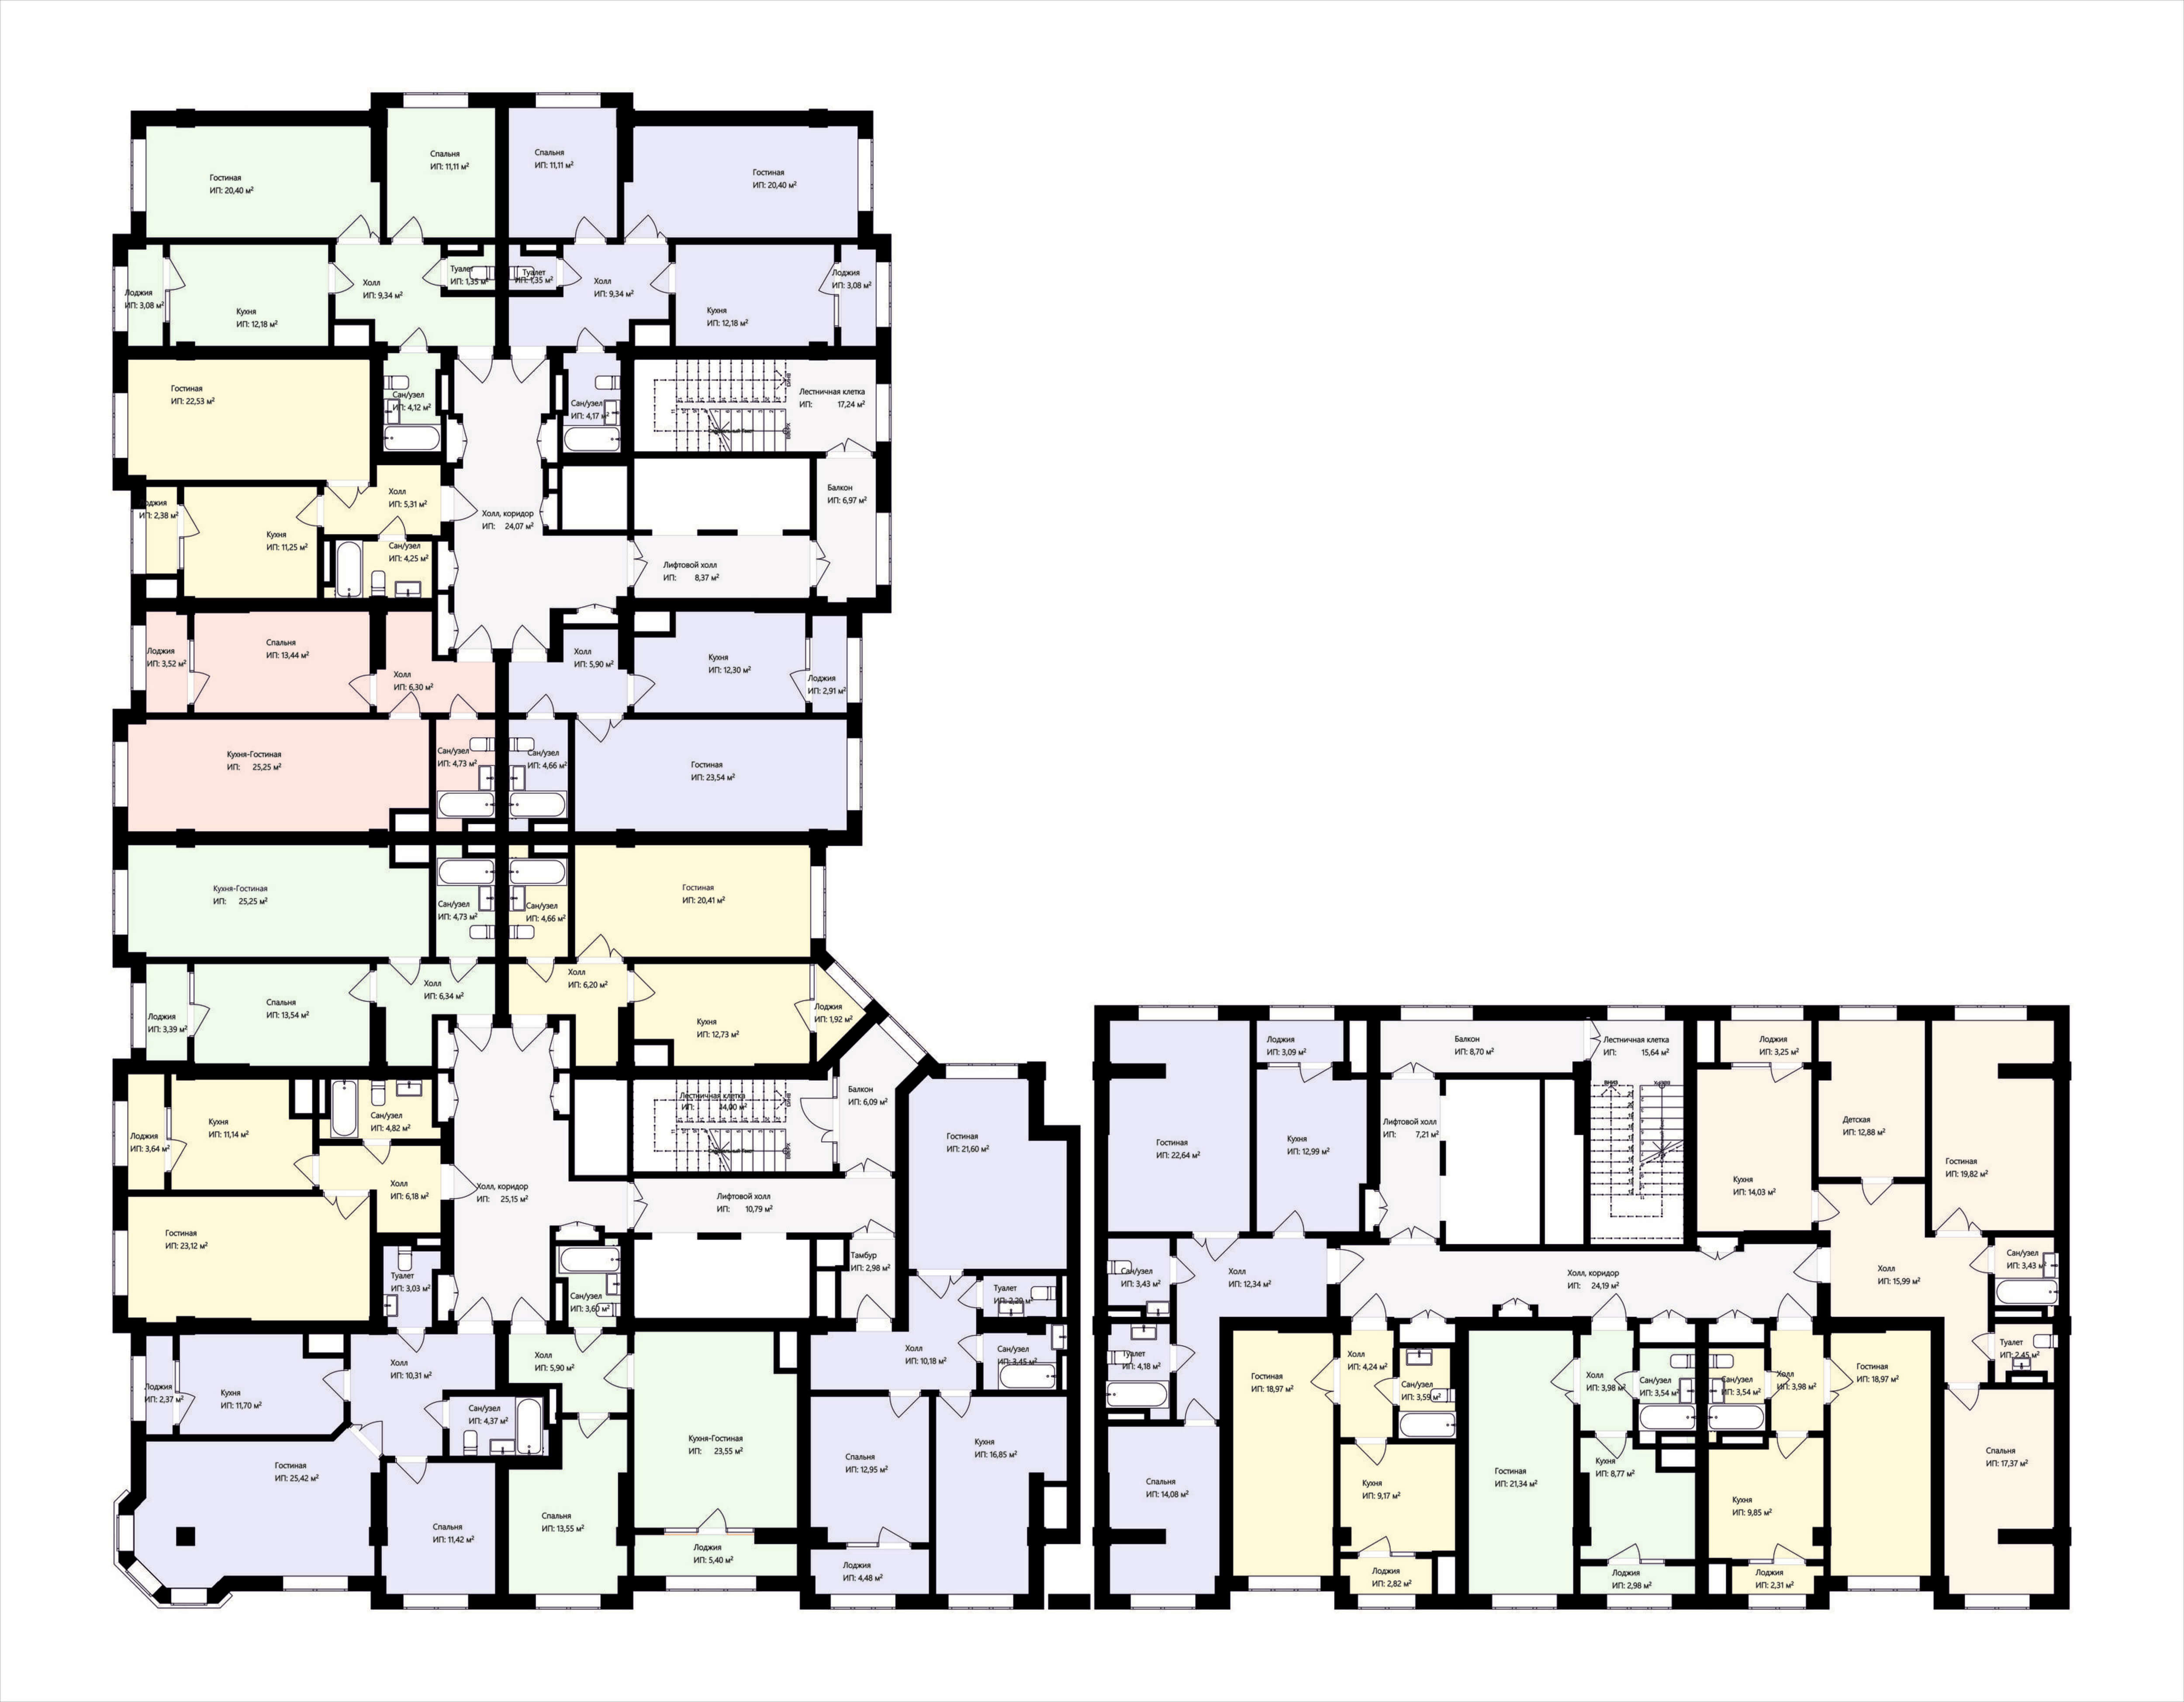 Спальня
ИП: 11,11 м²
Спальня
ИП: 11,11 м²
Гостиная
ИП: 20,40 м²
Гостиная
ИП: 20,40 м²
Лоджия
ИП: 3,08 м²
Кухня
ИП: 12,18 м²
Холл
ИП: 9,34 м²
Туалет
ИП: 1,35 м²
Туалет
ИП: 1,35 м²
Холл
ИП: 9,34 м²
Кухня
ИП: 12,18 м²
Лоджия
ИП: 3,08 м²
Гостиная
ИП: 22,53 м²
Сан/узел
ИП: 4,12 м²
Сан/узел
ИП: 4,17 м²
Лестничная клетка
ИП: 17,24 м²
ВНИЗ
ВВЕРХ
Лоджия
ИП: 2,38 м²
Кухня
ИП: 11,25 м²
Холл
ИП: 5,31 м²
Сан/узел
ИП: 4,25 м²
Холл, коридор
ИП: 24,07 м²
Балкон
ИП: 6,97 м²
Лифтовой холл
ИП: 8,37 м²
Лоджия
ИП: 3,52 м²
Спальня
ИП: 13,44 м²
Холл
ИП: 6,30 м²
Холл
ИП: 5,90 м²
Кухня
ИП: 12,30 м²
Лоджия
ИП: 2,91 м²
Кухня-Гостиная
ИП: 25,25 м²
Сан/узел
ИП: 4,73 м²
Сан/узел
ИП: 4,66 м²
Гостиная
ИП: 23,54 м²
Кухня-Гостиная
ИП: 25,25 м²
Сан/узел
ИП: 4,73 м²
Сан/узел
ИП: 4,66 м²
Гостиная
ИП: 20,41 м²
Лоджия
ИП: 3,39 м²
Спальня
ИП: 13,54 м²
Холл
ИП: 6,34 м²
Холл
ИП: 6,20 м²
Кухня
ИП: 12,73 м²
Лоджия
ИП: 1,92 м²
Лоджия
ИП: 3,64 м²
Кухня
ИП: 11,14 м²
Сан/узел
ИП: 4,82 м²
Лестничная клетка
ИП: 14,00 м²
ВНИЗ
ВВЕРХ
Балкон
ИП: 6,09 м²
Гостиная
ИП: 21,60 м²
Гостиная
ИП: 23,12 м²
Холл
ИП: 6,18 м²
Холл, коридор
ИП: 25,15 м²
Лифтовой холл
ИП: 10,79 м²
Тамбур
ИП: 2,98 м²
Туалет
ИП: 3,03 м²
Сан/узел
ИП: 3,60 м²
Туалет
ИП: 2,29 м²
Лоджия
ИП: 2,37 м²
Кухня
ИП: 11,70 м²
Холл
ИП: 10,31 м²
Холл
ИП: 5,90 м²
Холл
ИП: 10,18 м²
Сан/узел
ИП: 3,45 м²
Сан/узел
ИП: 4,37 м²
Кухня-Гостиная
ИП: 23,55 м²
Гостиная
ИП: 25,42 м²
Спальня
ИП: 11,42 м²
Спальня
ИП: 13,55 м²
Спальня
ИП: 12,95 м²
Кухня
ИП: 16,85 м²
Лоджия
ИП: 5,40 м²
Лоджия
ИП: 4,48 м²
Лоджия
ИП: 3,09 м²
Балкон
ИП: 8,70 м²
Лестничная клетка
ИП: 15,64 м²
ВНИЗ
ВВЕРХ
Лоджия
ИП: 3,25 м²
Гостиная
ИП: 22,64 м²
Кухня
ИП: 12,99 м²
Лифтовой холл
ИП: 7,21 м²
Детская
ИП: 12,88 м²
Кухня
ИП: 14,03 м²
Гостиная
ИП: 19,82 м²
Сан/узел
ИП: 3,43 м²
Холл
ИП: 12,34 м²
Холл, коридор
ИП: 24,19 м²
Холл
ИП: 15,99 м²
Сан/узел
ИП: 3,43 м²
Туалет
ИП: 4,18 м²
Гостиная
ИП: 18,97 м²
Холл
ИП: 4,24 м²
Сан/узел
ИП: 3,59 м²
Холл
ИП: 3,98 м²
Сан/узел
ИП: 3,54 м²
Сан/узел
ИП: 3,54 м²
Холл
ИП: 3,98 м²
Гостиная
ИП: 18,97 м²
Туалет
ИП: 2,45 м²
Спальня
ИП: 14,08 м²
Кухня
ИП: 9,17 м²
Гостиная
ИП: 21,34 м²
Кухня
ИП: 8,77 м²
Кухня
ИП: 9,85 м²
Спальня
ИП: 17,37 м²
Лоджия
ИП: 2,82 м²
Лоджия
ИП: 2,98 м²
Лоджия
ИП: 2,31 м²